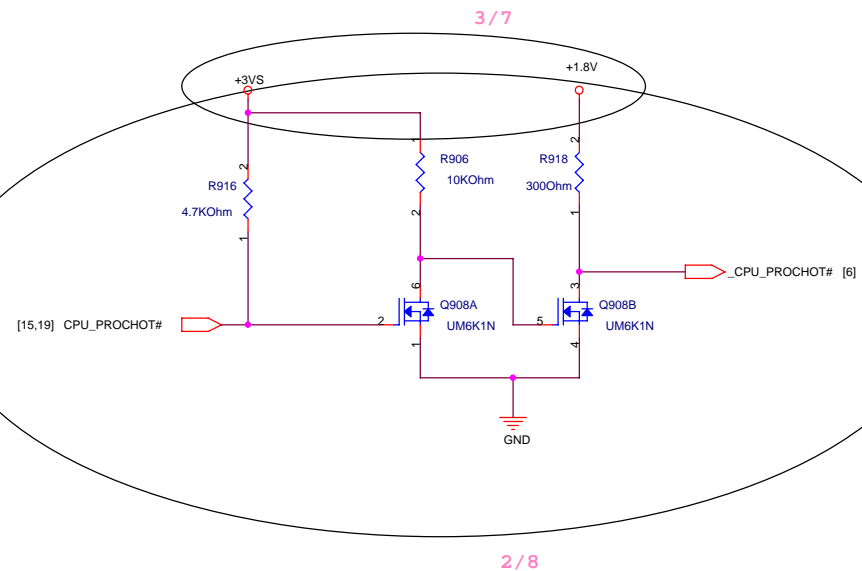 3/7
+3VS
+1.8V
1
2
R906
R918
10KOhm
300Ohm
2
R916
4.7KOhm
2
1
1
_CPU_PROCHOT# [6]
6
3
Q908A
Q908B
[15,19] CPU_PROCHOT#
2
5
UM6K1N
UM6K1N
1
4
GND
2/8